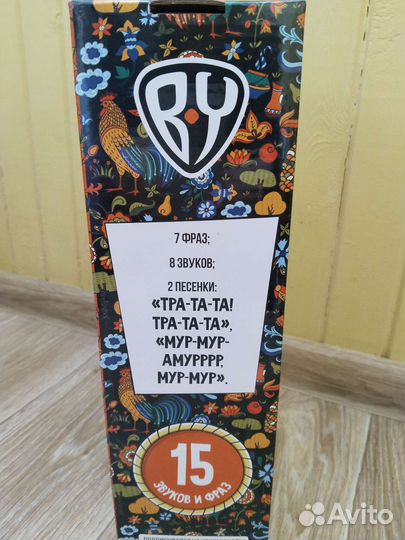 B·Y
7 ФРАЗ;
8 ЗВУКОВ;
2 ПЕСЕНКИ:
«ТРА-ТА-ТА!
ТРА-ТА-ТА»,
«МУР-МУР-
АМУРРРР,
МУР-МУР».
15
ЗВУКОВ И ФРАЗ
Avito